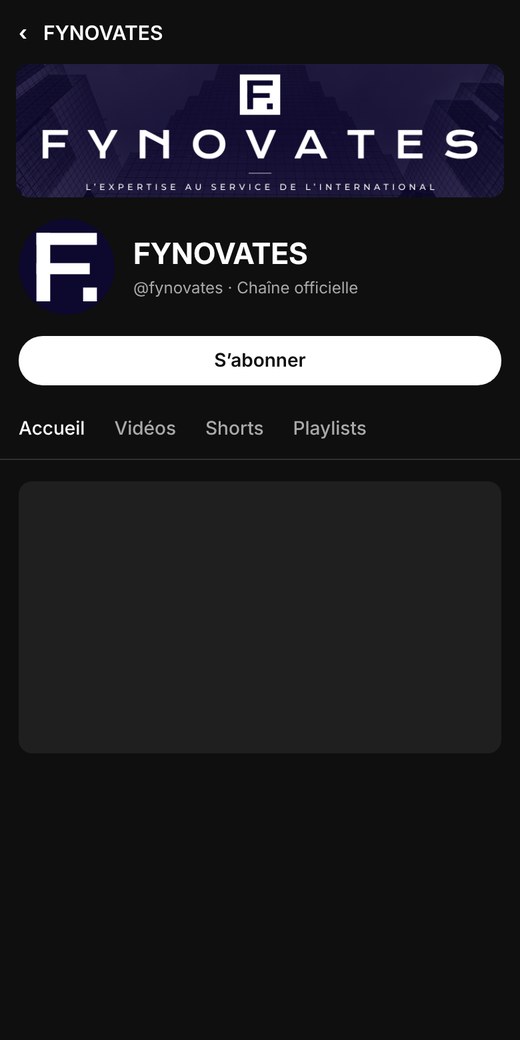 ‹ FYNOVATES
F.
FYNOVATES
L'EXPERTISE AU SERVICE DE L'INTERNATIONAL
F.
FYNOVATES
@fynovates · Chaîne officielle
S’abonner
Accueil Vidéos Shorts Playlists